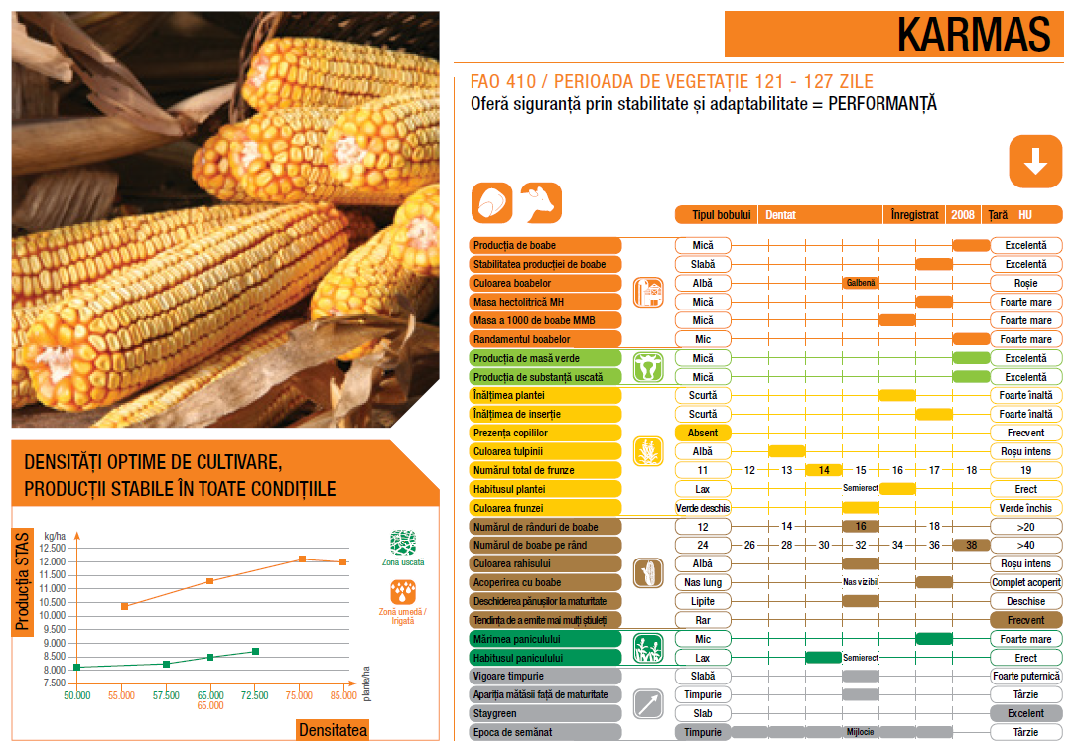 KARMAS
FAO 410 / PERIOADA DE VEGETAȚIE 121 - 127 ZILE
Oferă siguranță prin stabilitate și adaptabilitate = PERFORMANȚĂ
Tipul bobului Dentat Înregistrat 2008 Țară HU
Producția de boabe Mică Excelentă
Stabilitatea producției de boabe Slabă Excelentă
Culoarea boabelor Albă Galbenă Roșie
Masa hectolitrică MH Mică Foarte mare
Masa a 1000 de boabe MMB Mică Foarte mare
Randamentul boabelor Mic Foarte mare
Producția de masă verde Mică Excelentă
Producția de substanță uscată Mică Excelentă
Înălțimea plantei Scurtă Foarte înaltă
Înălțimea de inserție Scurtă Foarte înaltă
Prezența copililor Absent Frecvent
Culoarea tulpinii Albă Roșu intens
Numărul total de frunze 11 12 13 14 15 16 17 18 19
Habitusul plantei Lax Semierect Erect
Culoarea frunzei Verde deschis Verde închis
Numărul de rânduri de boabe 12 14 16 18 >20
Numărul de boabe pe rând 24 26 28 30 32 34 36 38 >40
Culoarea rahisului Albă Roșu intens
Acoperirea cu boabe Nas lung Nas vizibil Complet acoperit
Deschiderea pănușilor la maturitate Lipite Deschise
Tendința de a emite mai mulți știuleți Rar Frecvent
Mărimea paniculului Mic Foarte mare
Habitusul paniculului Lax Semierect Erect
Vigoare timpurie Slabă Foarte puternică
Apariția mătăsii față de maturitate Timpurie Târzie
Staygreen Slab Excelent
Epoca de semănat Timpurie Mijlocie Târzie
DENSITĂȚI OPTIME DE CULTIVARE,
PRODUCȚII STABILE ÎN TOATE CONDIȚIILE
Producția STAS
kg/ha
12.500
12.000
11.500
11.000
10.500
10.000
9.500
9.000
8.500
8.000
7.500
50.000 55.000 57.500 65.000 72.500 75.000 85.000
65.000
plante/ha
Densitatea
Zonă uscată
Zonă umedă /
Irigată